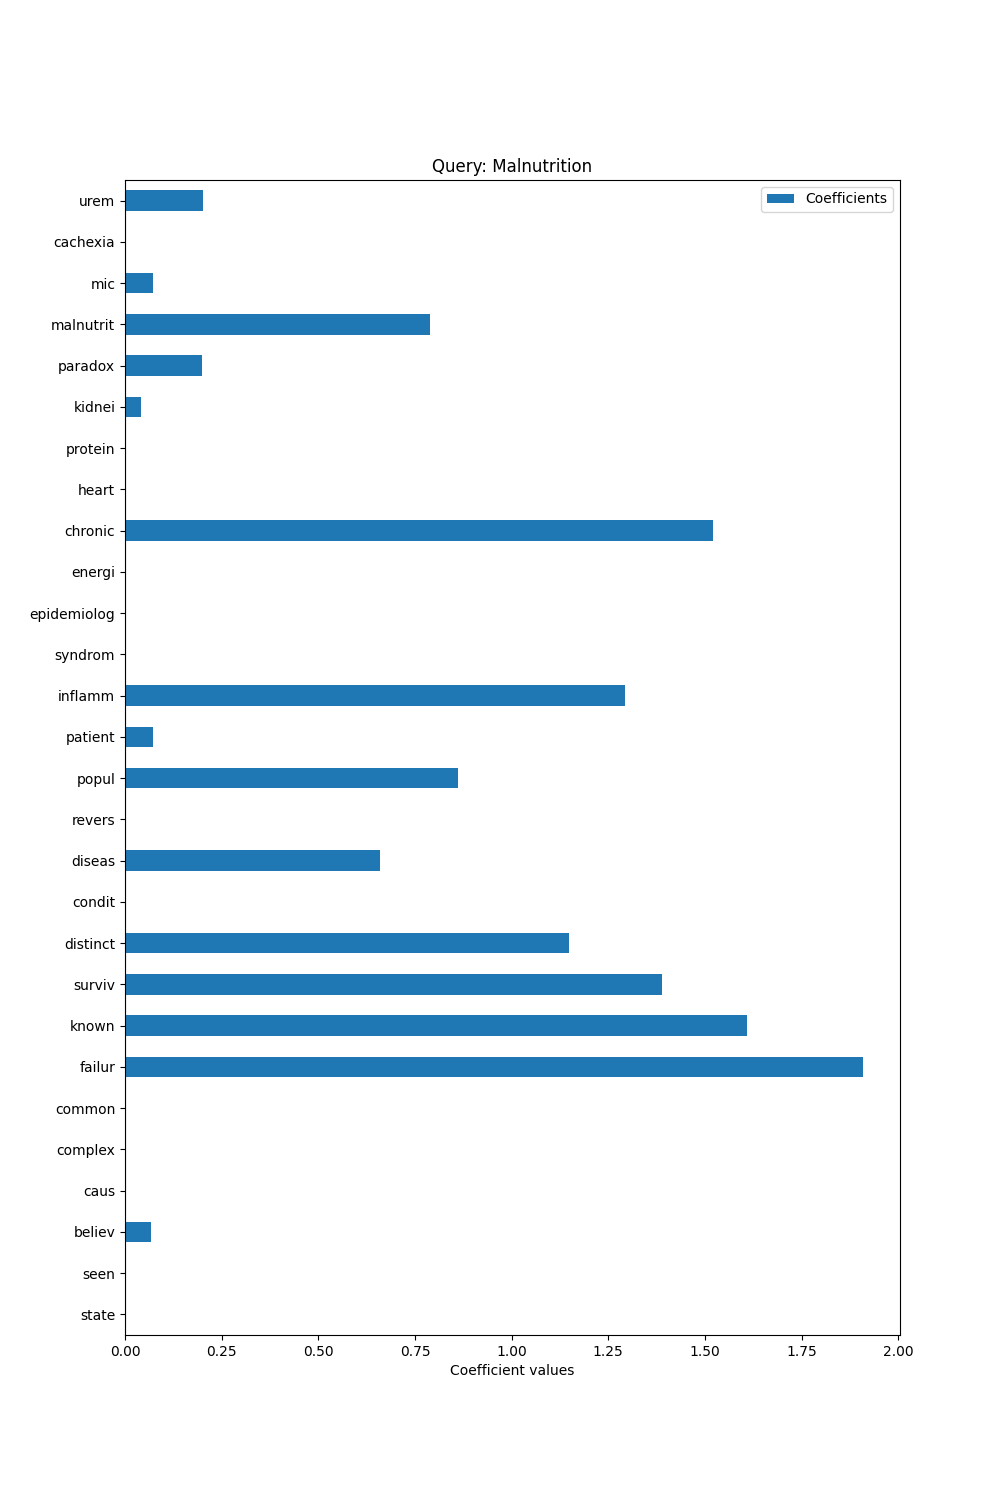 Query: Malnutrition
Coefficients
urem
cachexia
mic
malnutrit
paradox
kidnei
protein
heart
chronic
energi
epidemiolog
syndrom
inflamm
patient
popul
revers
diseas
condit
distinct
surviv
known
failur
common
complex
caus
believ
seen
state
0.00 0.25 0.50 0.75 1.00 1.25 1.50 1.75 2.00
Coefficient values